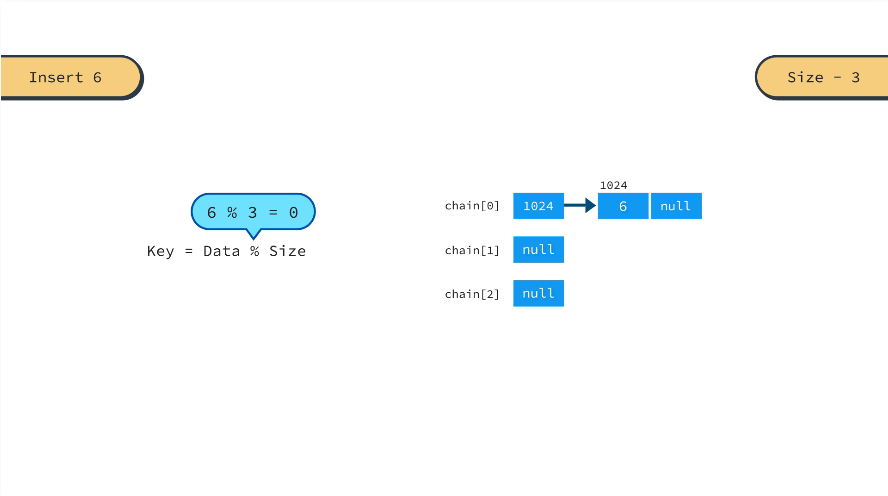 Insert 6
Size - 3
6 % 3 = 0
Key = Data % Size
1024
chain[0] 1024 6 null
chain[1] null
chain[2] null